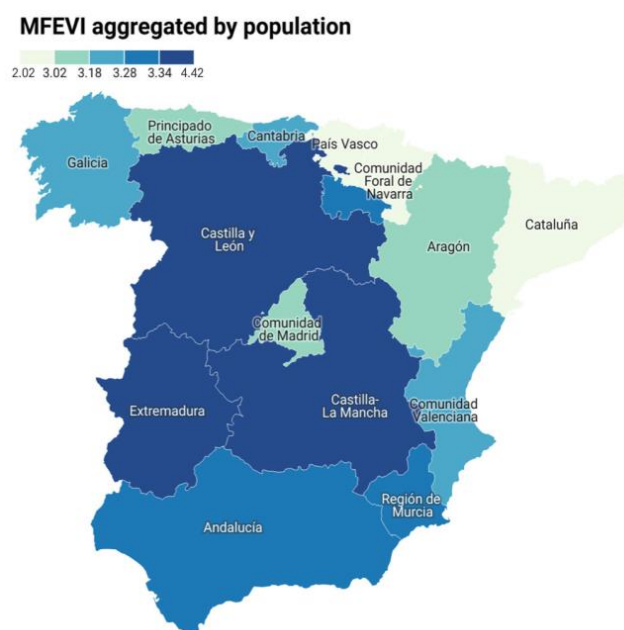 MFEVI aggregated by population
2.02 3.02 3.18 3.28 3.34 4.42
Principado
de Asturias
Cantabria
País Vasco
Galicia
Comunidad
Foral de
Navarra
Castilla y
León
Aragón
Cataluña
Comunidad
de Madrid
Extremadura
Castilla-
La Mancha
Comunidad
Valenciana
Región de
Murcia
Andalucía